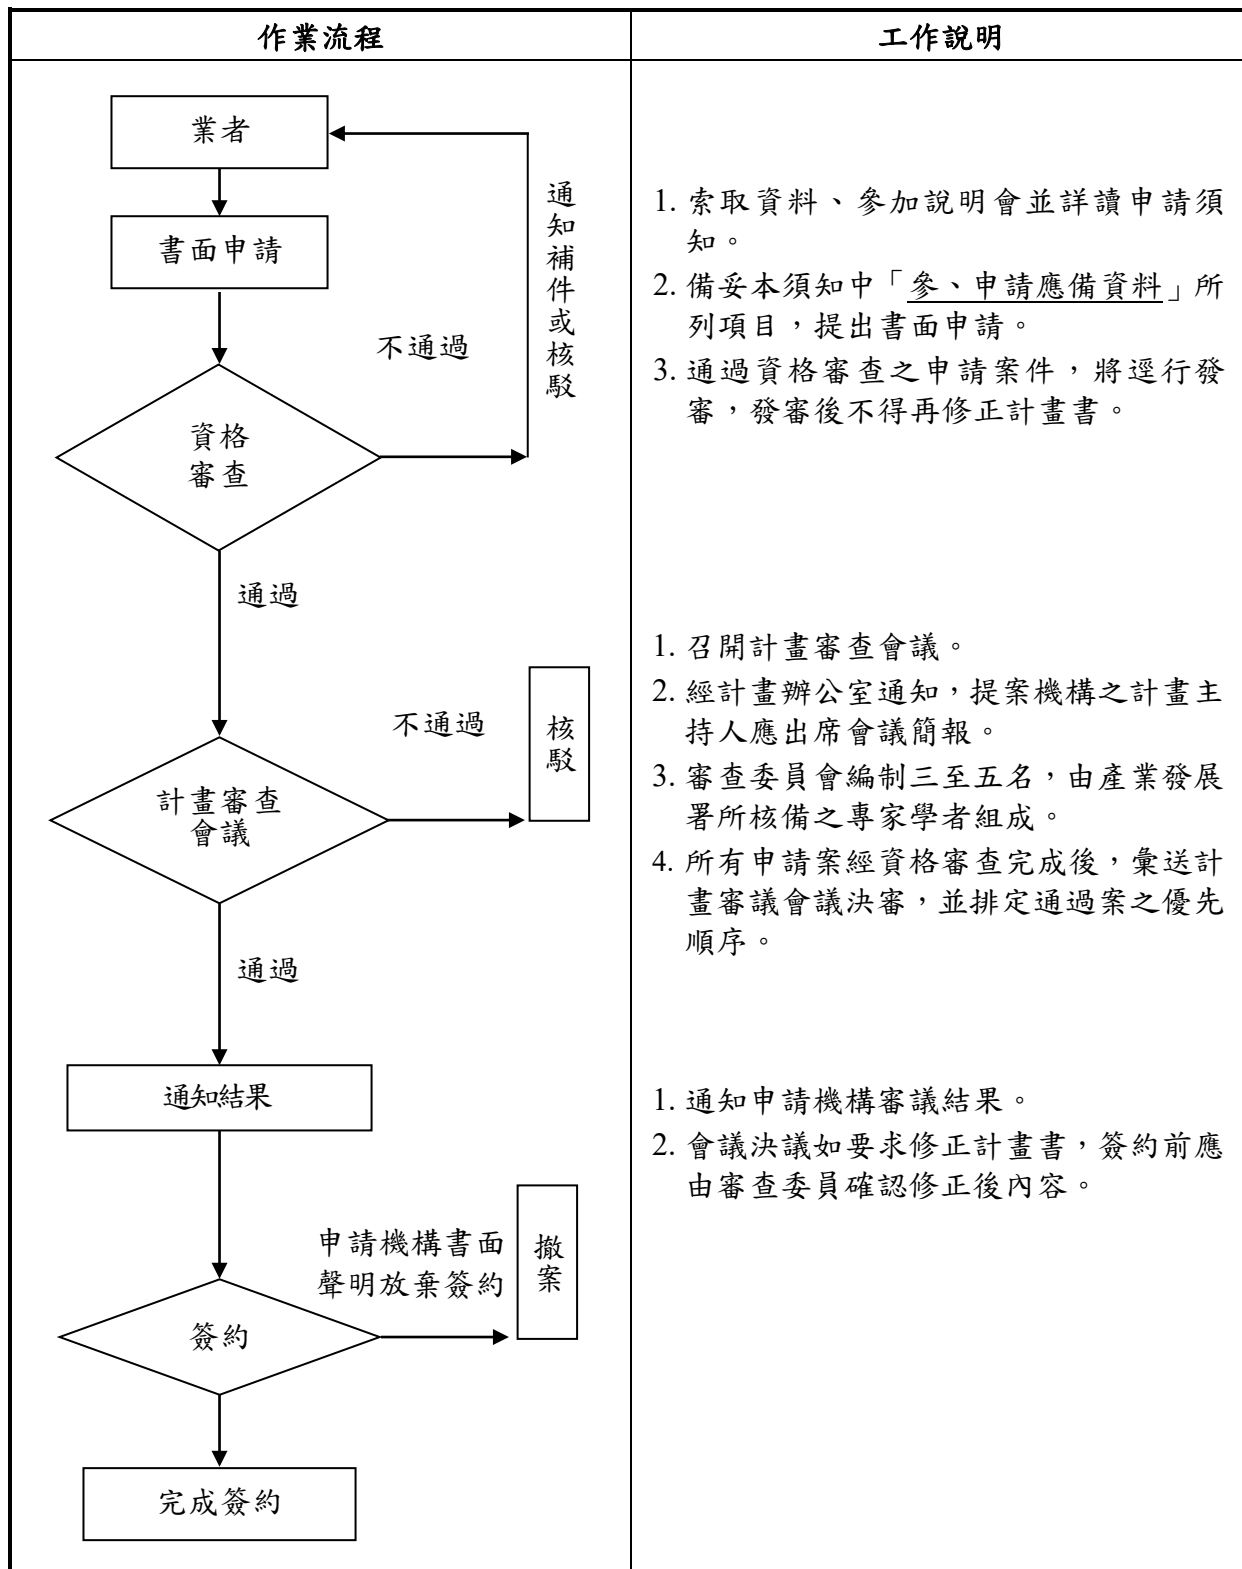 作業流程
工作說明
業者
書面申請
不通過
通知補件或核駁
資格
審查
通過
1. 索取資料、參加說明會並詳讀申請須
知。
2. 備妥本須知中「參、申請應備資料」所
列項目，提出書面申請。
3. 通過資格審查之申請案件，將逕行發
審，發審後不得再修正計畫書。
不通過
核駁
計畫審查
會議
通過
1. 召開計畫審查會議。
2. 經計畫辦公室通知，提案機構之計畫主
持人應出席會議簡報。
3. 審查委員會編制三至五名，由產業發展
署所核備之專家學者組成。
4. 所有申請案經資格審查完成後，彙送計
畫審議會議決審，並排定通過案之優先
順序。
通知結果
申請機構書面
聲明放棄簽約
撤案
簽約
完成簽約
1. 通知申請機構審議結果。
2. 會議決議如要求修正計畫書，簽約前應
由審查委員確認修正後內容。